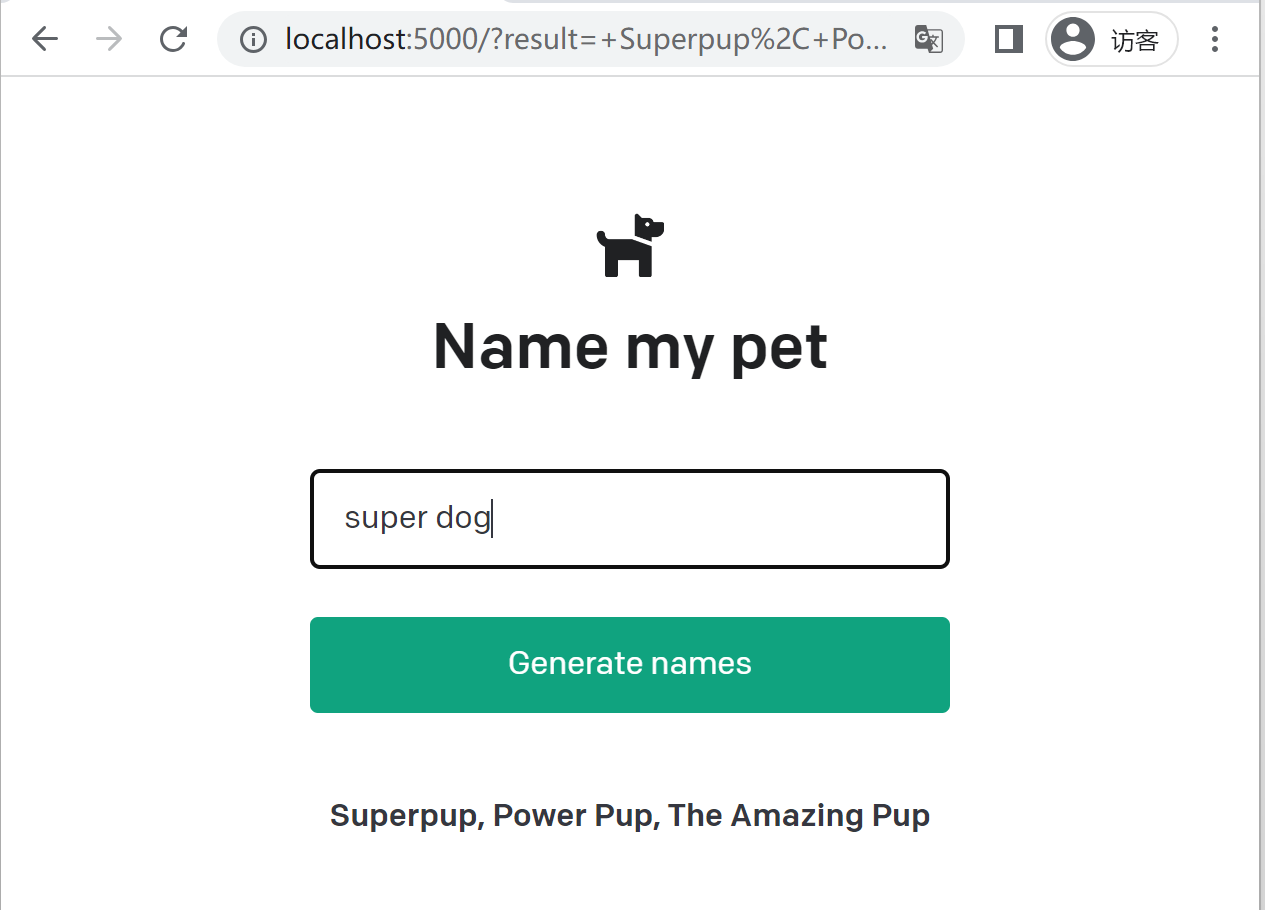 localhost:5000/?result=+Superpup%2C+Po...
访客
Name my pet
super dog
Generate names
Superpup, Power Pup, The Amazing Pup